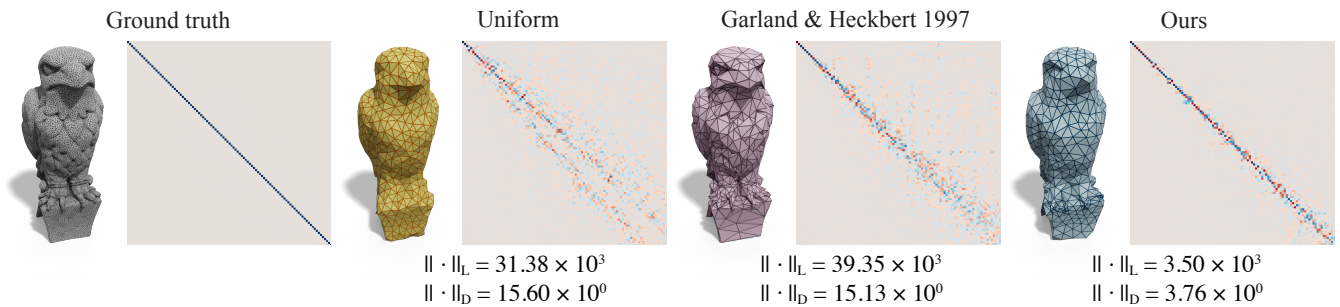 Ground truth
Uniform
Garland & Heckbert 1997
Ours
‖ · ‖L = 31.38 × 10³
‖ · ‖D = 15.60 × 10⁰
‖ · ‖L = 39.35 × 10³
‖ · ‖D = 15.13 × 10⁰
‖ · ‖L = 3.50 × 10³
‖ · ‖D = 3.76 × 10⁰